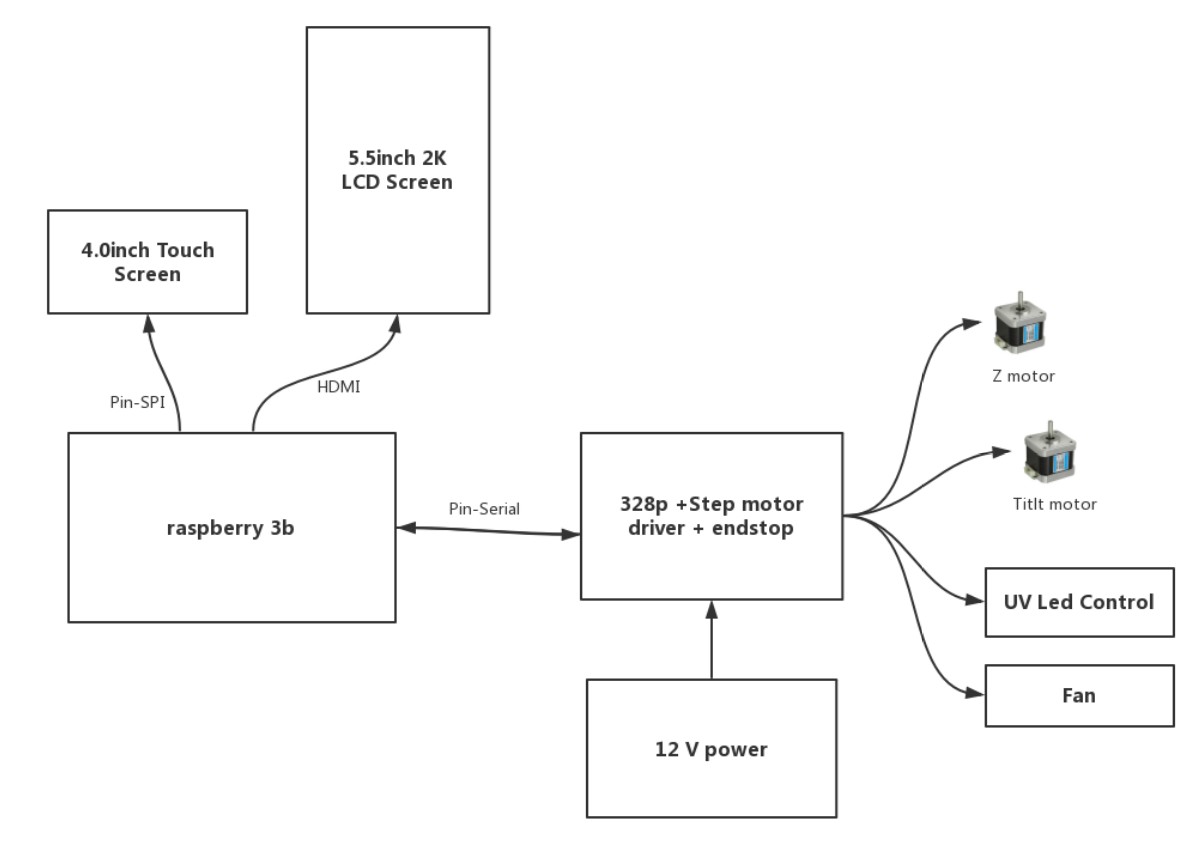 5.5inch 2K
LCD Screen
4.0inch Touch
Screen
HDMI
Pin-SPI
Z motor
TitIt motor
raspberry 3b
Pin-Serial
328p +Step motor
driver + endstop
UV Led Control
Fan
12 V power